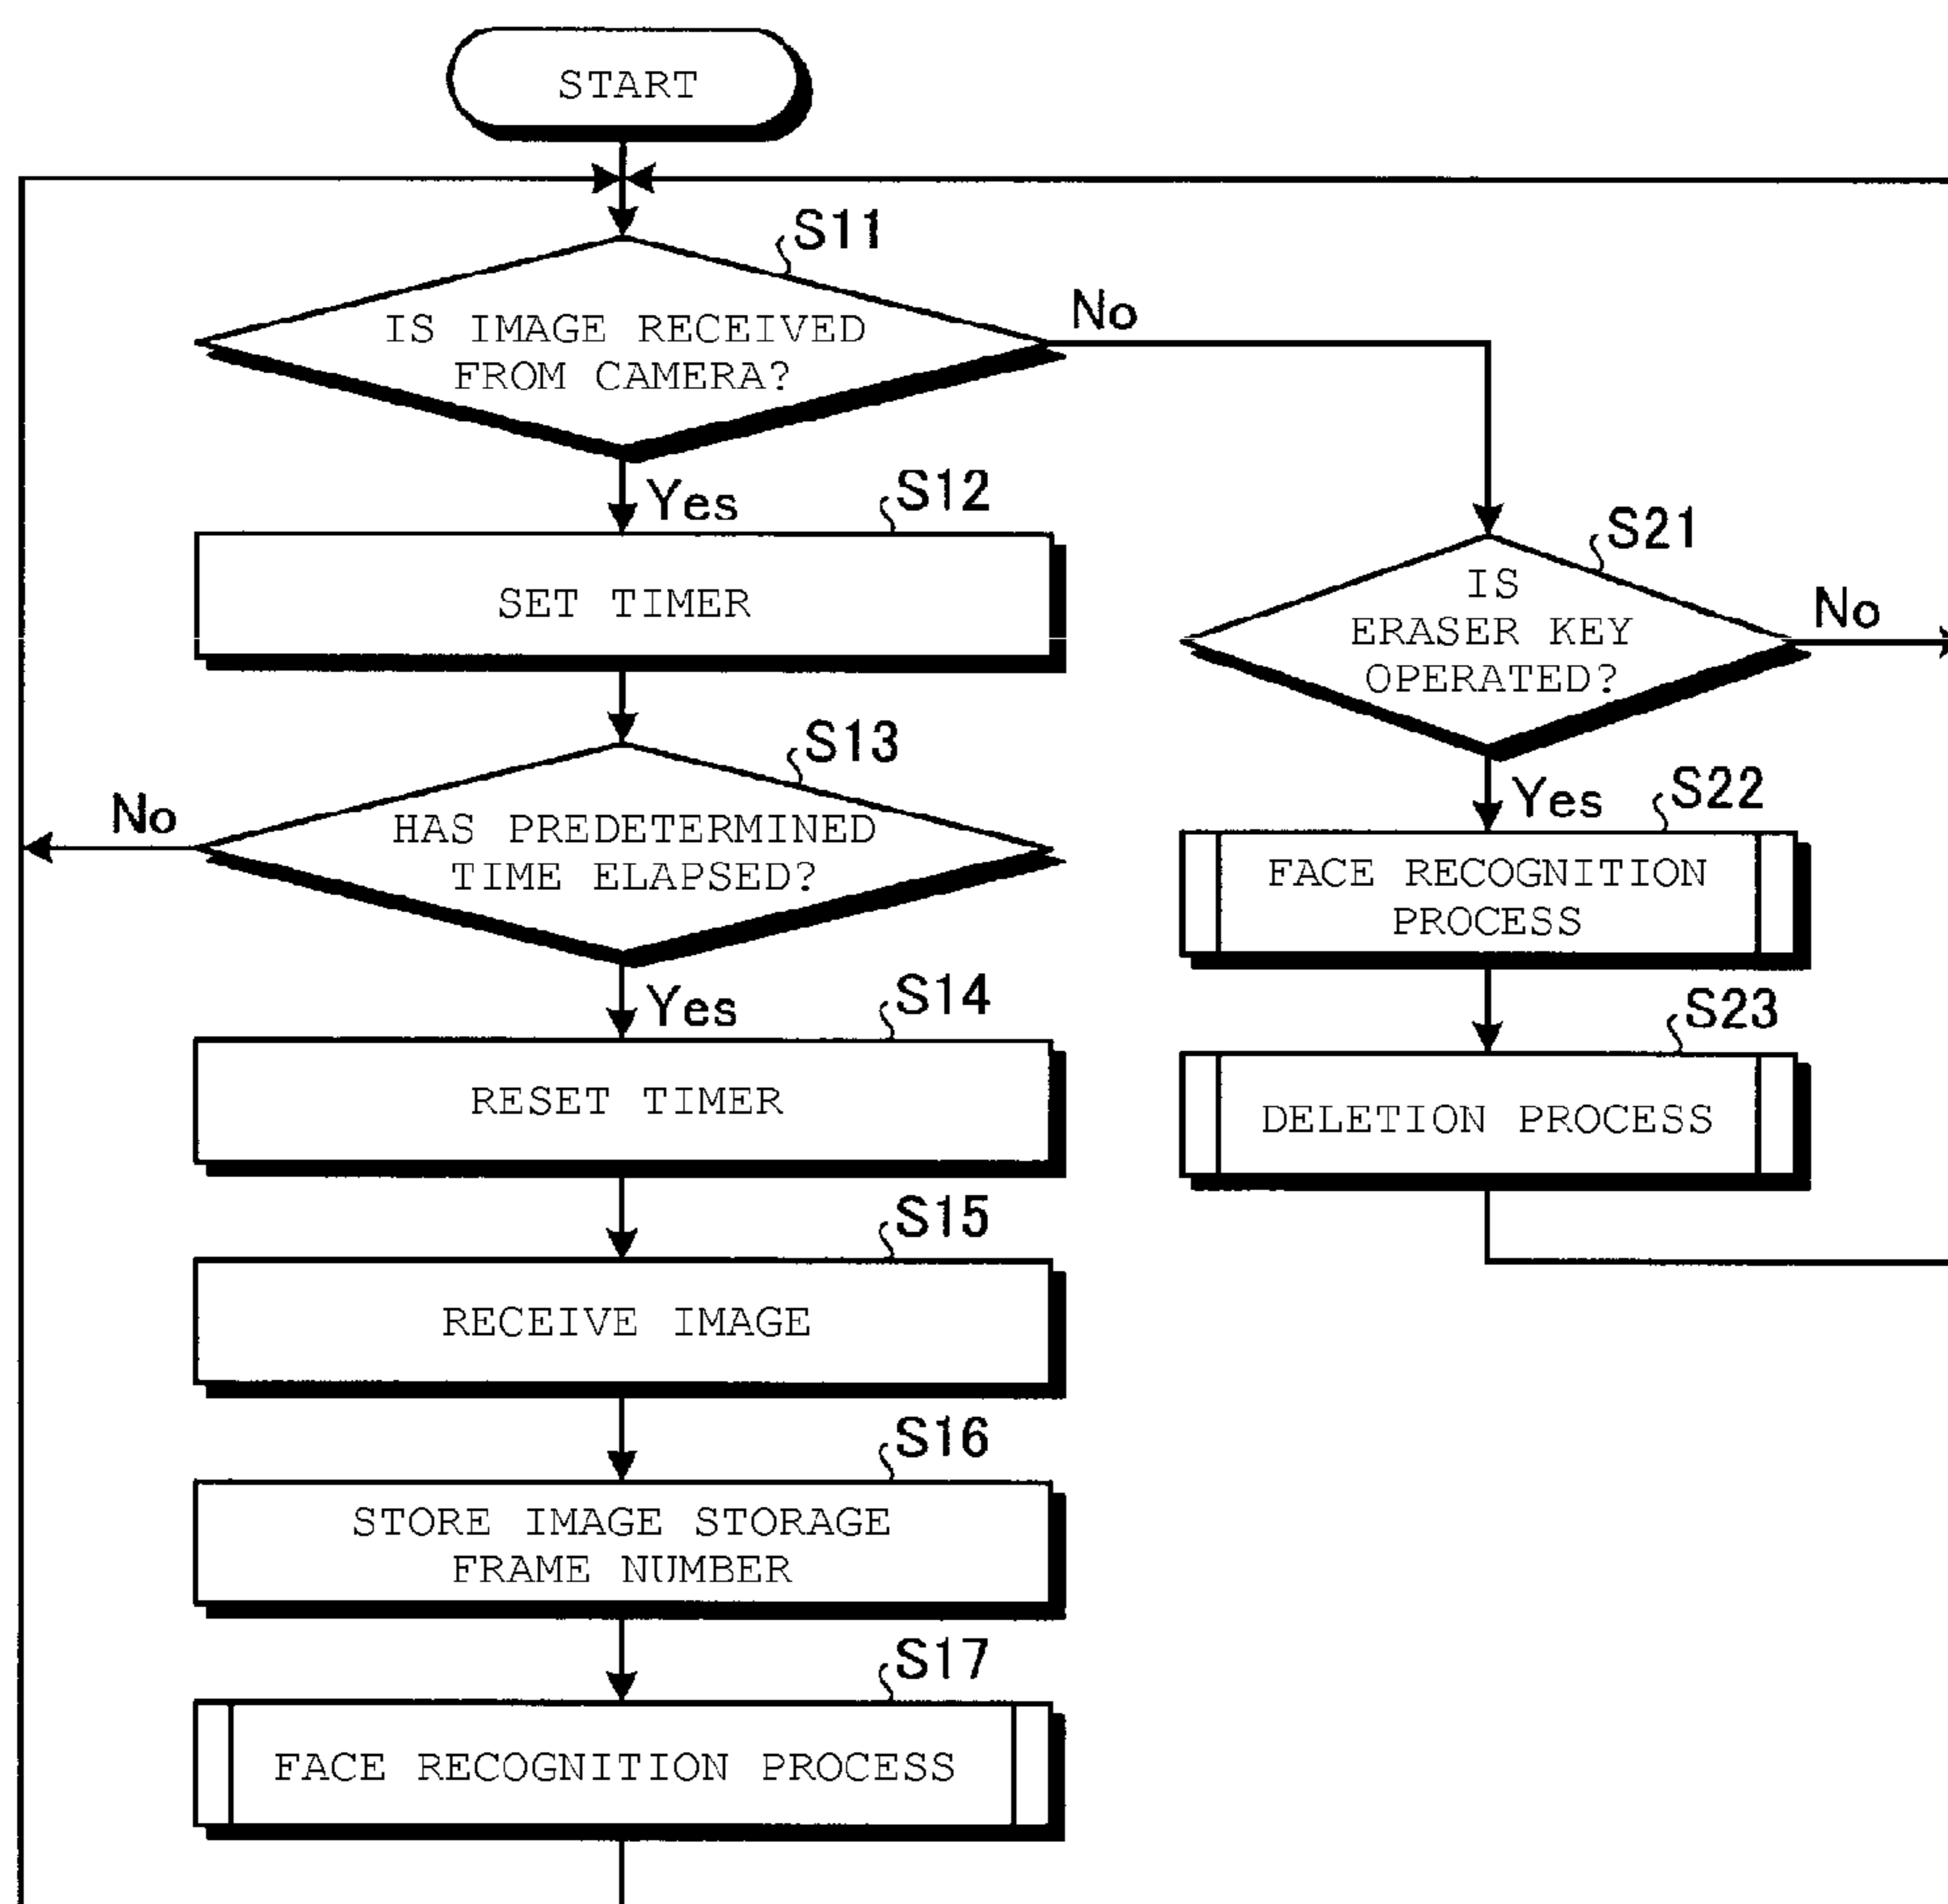 START
S11
IS IMAGE RECEIVED
FROM CAMERA?
No
Yes
S12
SET TIMER
S13
HAS PREDETERMINED
TIME ELAPSED?
No
Yes
S14
RESET TIMER
S15
RECEIVE IMAGE
S16
STORE IMAGE STORAGE
FRAME NUMBER
S17
FACE RECOGNITION PROCESS
S21
IS
ERASER KEY
OPERATED?
No
Yes
S22
FACE RECOGNITION
PROCESS
S23
DELETION PROCESS